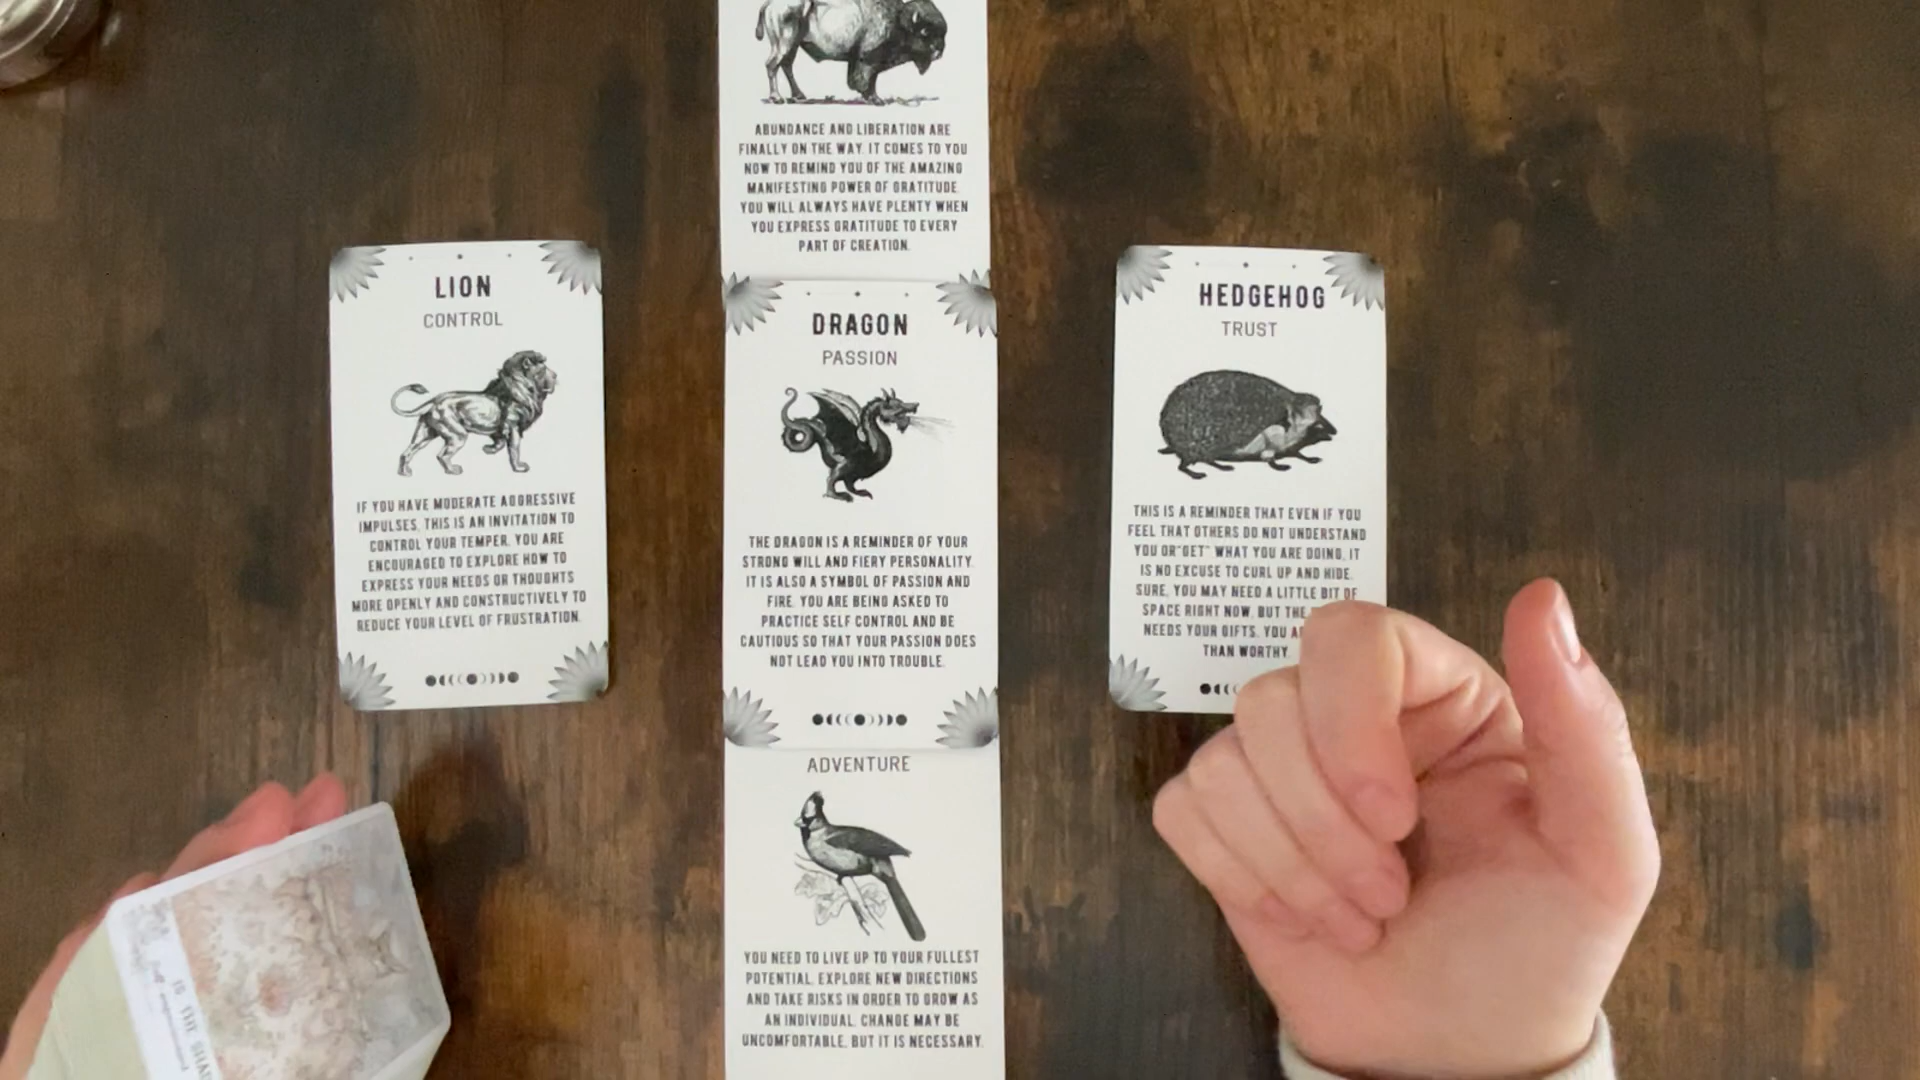 ABUNDANCE AND LIBERATION ARE
FINALLY ON THE WAY. IT COMES TO YOU
NOW TO REMIND YOU OF THE AMAZING
MANIFESTING POWER OF GRATITUDE.
YOU WILL ALWAYS HAVE PLENTY WHEN
YOU EXPRESS GRATITUDE TO EVERY
PART OF CREATION.
LION
CONTROL
IF YOU HAVE MODERATE AGGRESSIVE
IMPULSES, THIS IS AN INVITATION TO
CONTROL YOUR TEMPER. YOU ARE
ENCOURAGED TO EXPLORE HOW TO
EXPRESS YOUR NEEDS OR THOUGHTS
MORE OPENLY AND CONSTRUCTIVELY TO
REDUCE YOUR LEVEL OF FRUSTRATION.
DRAGON
PASSION
THE DRAGON IS A REMINDER OF YOUR
STRONG WILL AND FIERY PERSONALITY.
IT IS ALSO A SYMBOL OF PASSION AND
FIRE. YOU ARE BEING ASKED TO
PRACTICE SELF CONTROL AND BE
CAUTIOUS SO THAT YOUR PASSION DOES
NOT LEAD YOU INTO TROUBLE.
HEDGEHOG
TRUST
THIS IS A REMINDER THAT EVEN IF YOU
FEEL THAT OTHERS DO NOT UNDERSTAND
YOU OR "GET" WHAT YOU ARE DOING, IT
IS NO EXCUSE TO CURL UP AND HIDE.
SURE, YOU MAY NEED A LITTLE BIT OF
SPACE RIGHT NOW, BUT THE
NEEDS YOUR GIFTS. YOU
THAN WORTHY.
ADVENTURE
YOU NEED TO LIVE UP TO YOUR FULLEST
POTENTIAL. EXPLORE NEW DIRECTIONS
AND TAKE RISKS IN ORDER TO GROW AS
AN INDIVIDUAL. CHANGE MAY BE
UNCOMFORTABLE, BUT IT IS NECESSARY.